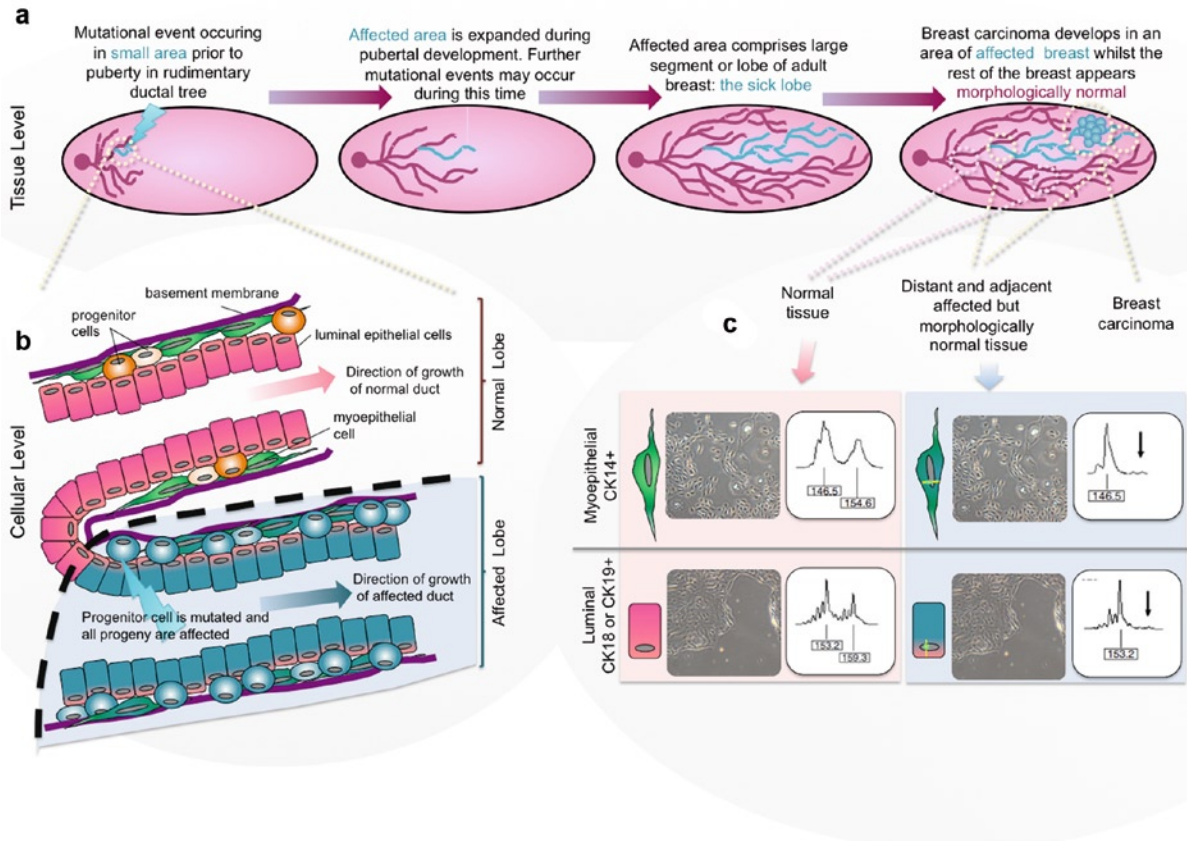 a
Tissue Level
Mutational event occuring
in small area prior to
puberty in rudimentary
ductal tree
Affected area is expanded during
pubertal development. Further
mutational events may occur
during this time
Affected area comprises large
segment or lobe of adult
breast: the sick lobe
Breast carcinoma develops in an
area of affected breast whilst the
rest of the breast appears
morphologically normal
Normal
tissue
Distant and adjacent
affected but
morphologically
normal tissue
Breast
carcinoma
b
Cellular Level
basement membrane
progenitor
cells
luminal epithelial cells
Direction of growth
of normal duct
myoepithelial
cell
Normal Lobe
Direction of growth
of affected duct
Progenitor cell is mutated and
all progeny are affected
Affected Lobe
c
Myoepithelial
CK14+
146.5
154.6
146.5
Luminal
CK18 or CK19+
153.2
159.3
153.2